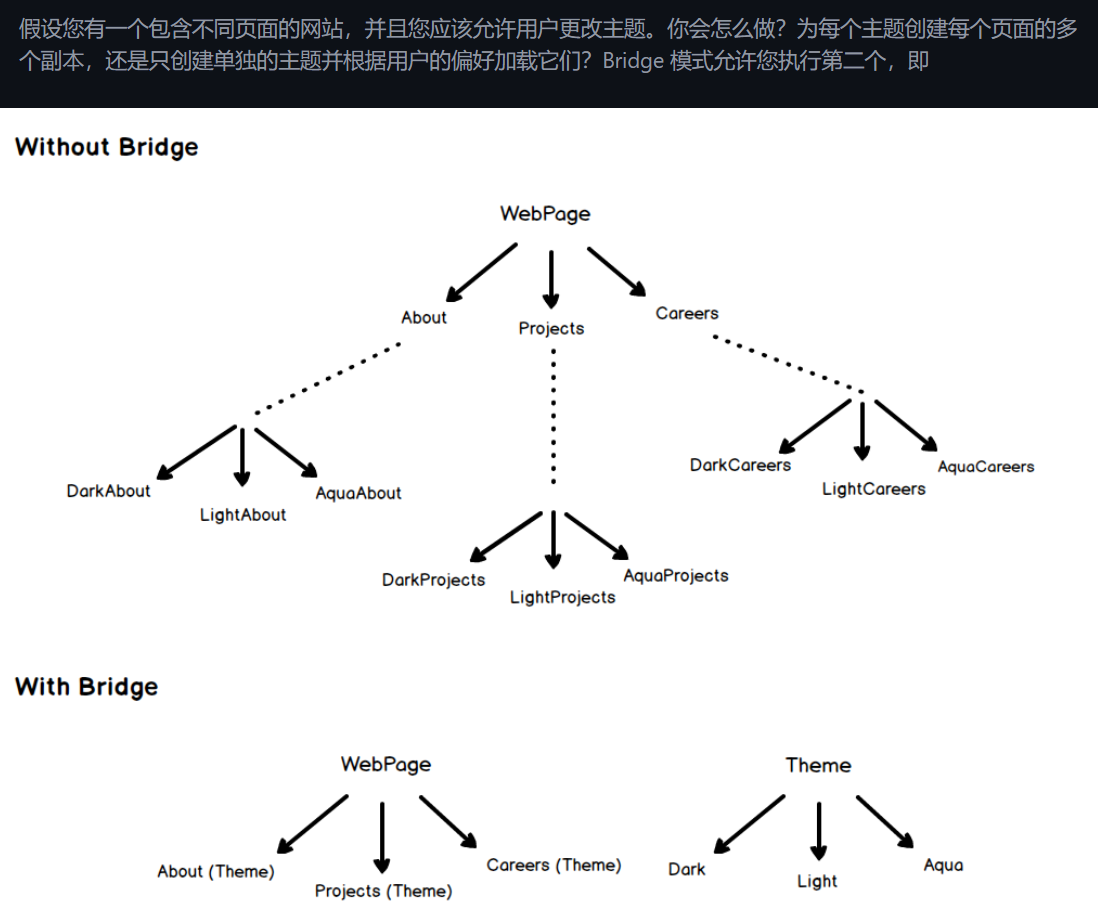 假设您有一个包含不同页面的网站，并且您应该允许用户更改主题。你会怎么做？为每个主题创建每个页面的多
个副本，还是只创建单独的主题并根据用户的偏好加载它们？Bridge 模式允许您执行第二个，即
Without Bridge
WebPage
About
Projects
Careers
DarkAbout
LightAbout
AquaAbout
DarkProjects
LightProjects
AquaProjects
DarkCareers
LightCareers
AquaCareers
With Bridge
WebPage
About (Theme)
Projects (Theme)
Careers (Theme)
Theme
Dark
Light
Aqua